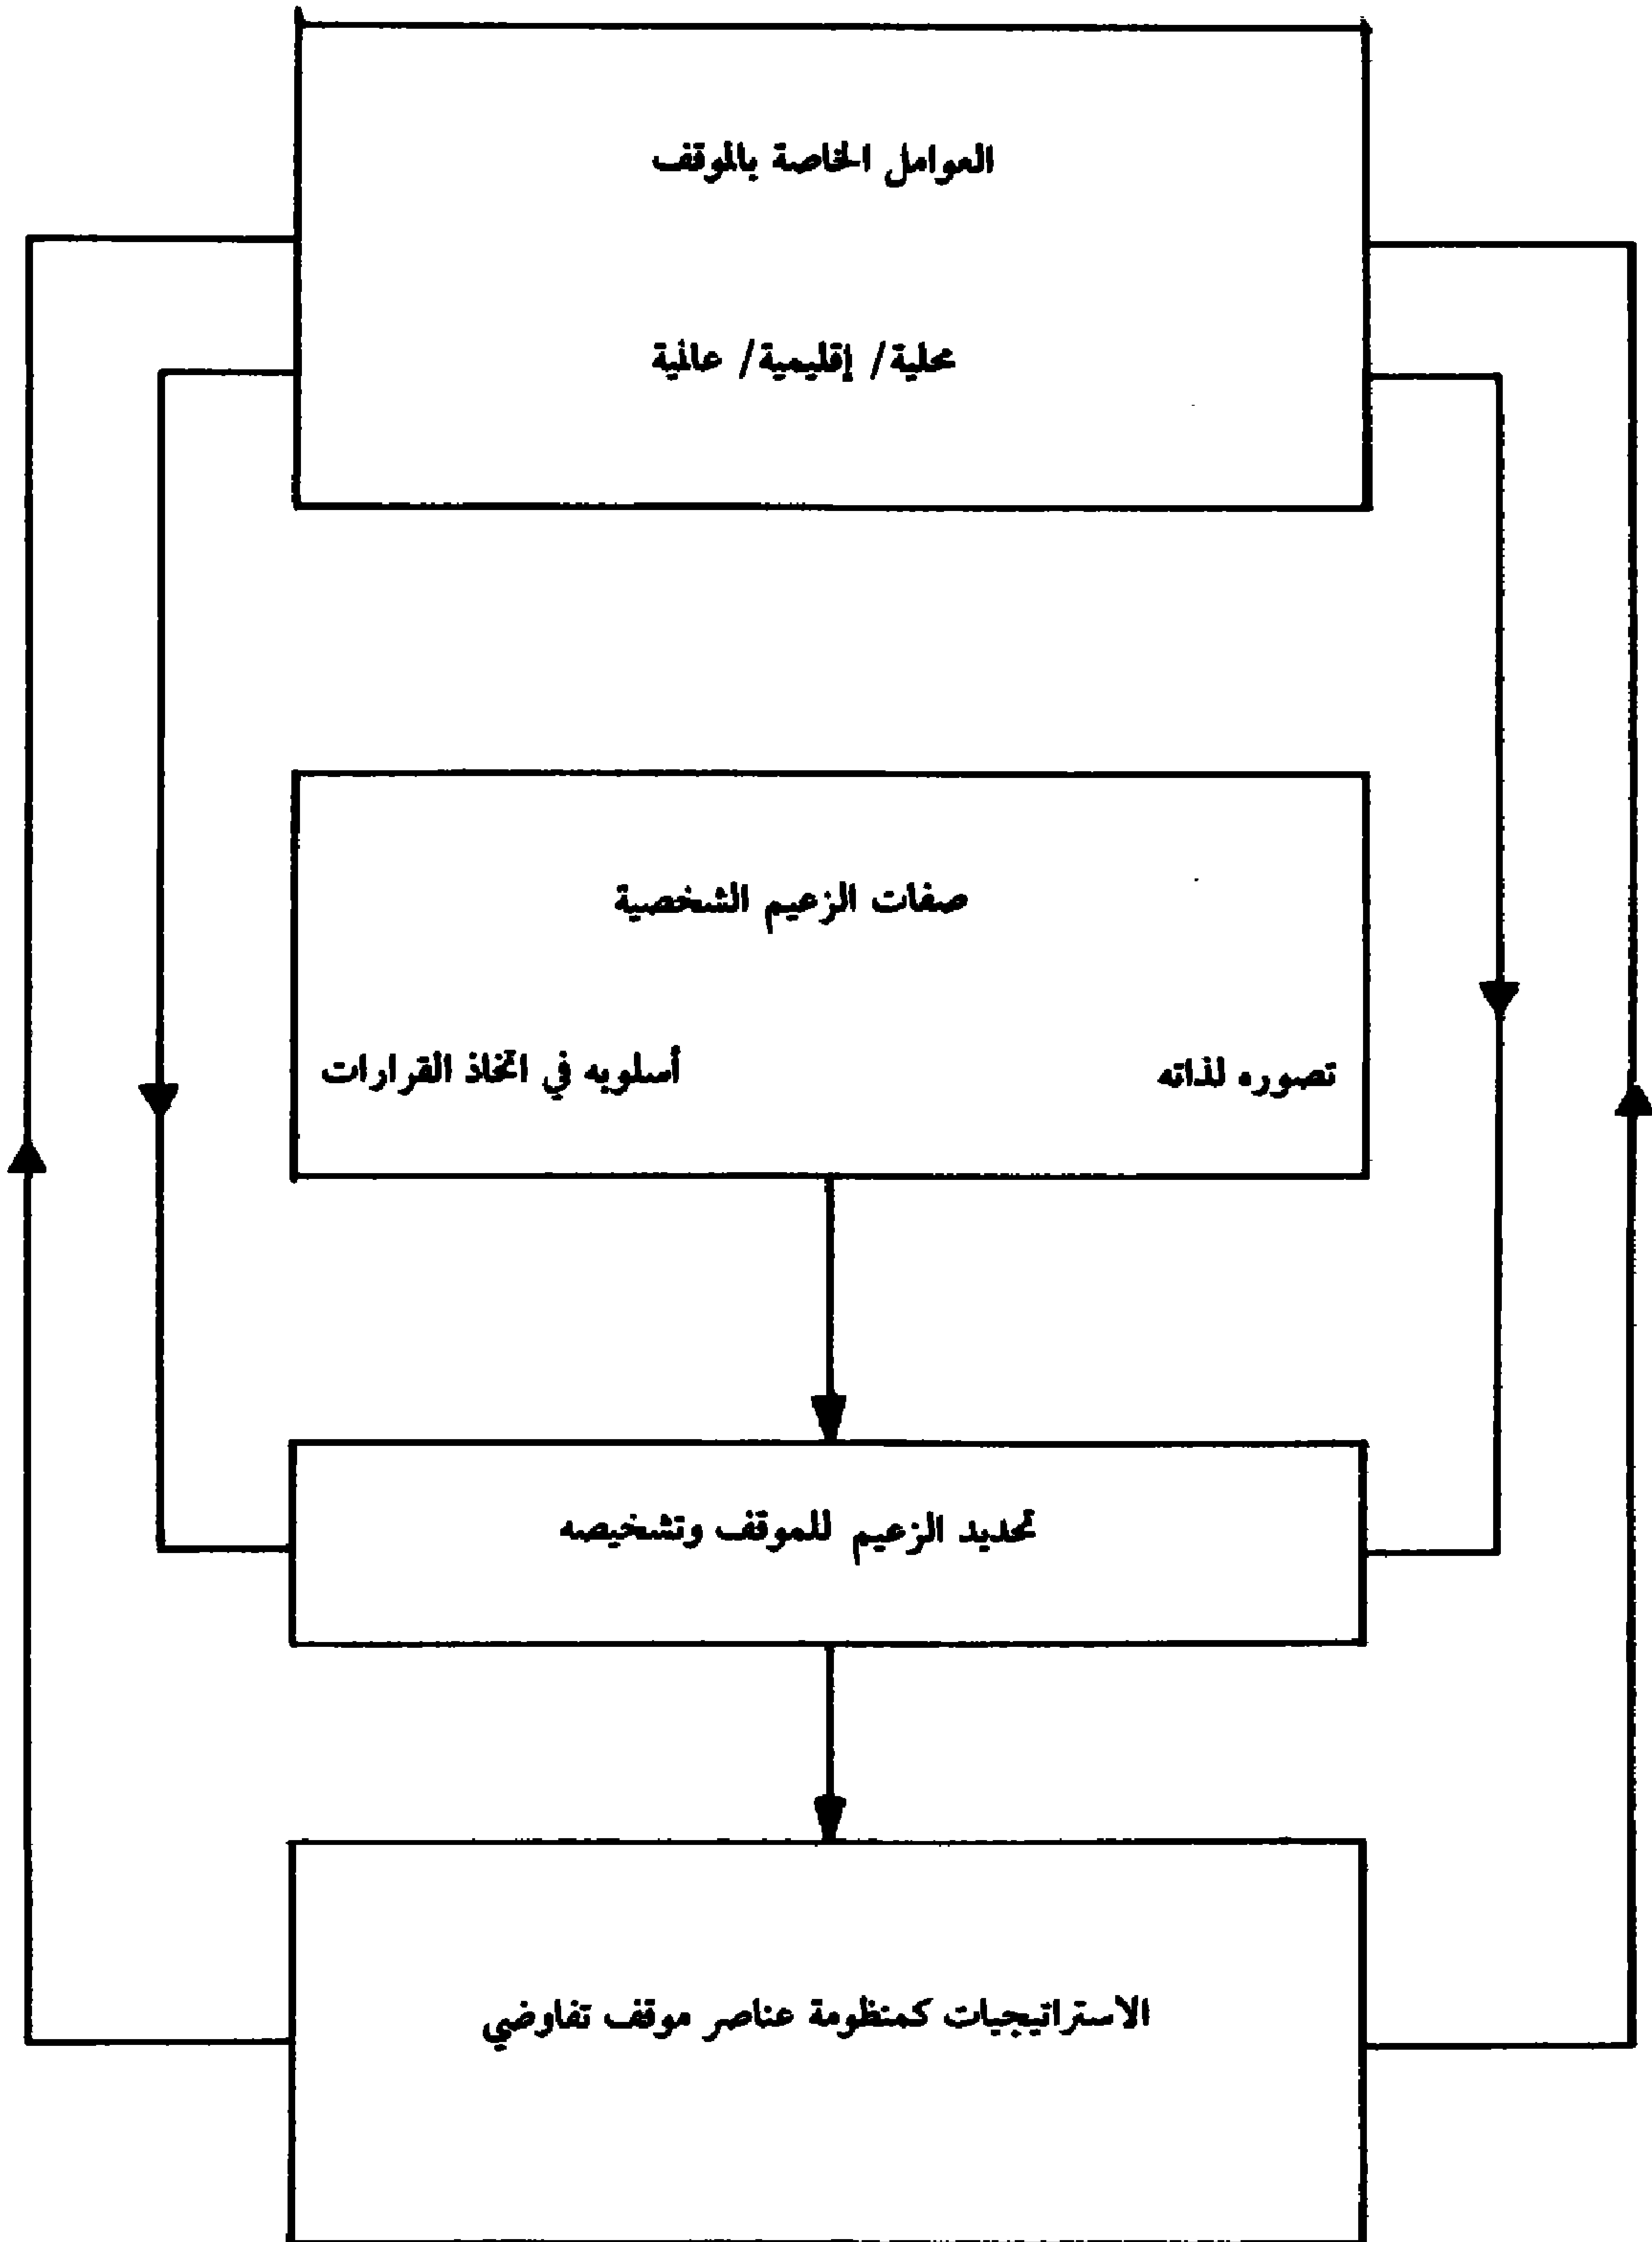 العوامل الخاصة بالموقف
محلية/ إقليمية/ عالمية
صفات الزعيم الشخصية
تصوره لذاته
أسلوبه في اتخاذ القرارات
تحديد الزعيم للموقف وتشخيصه
الاستراتيجيات كمنظومة عناصر موقف تفاوضي